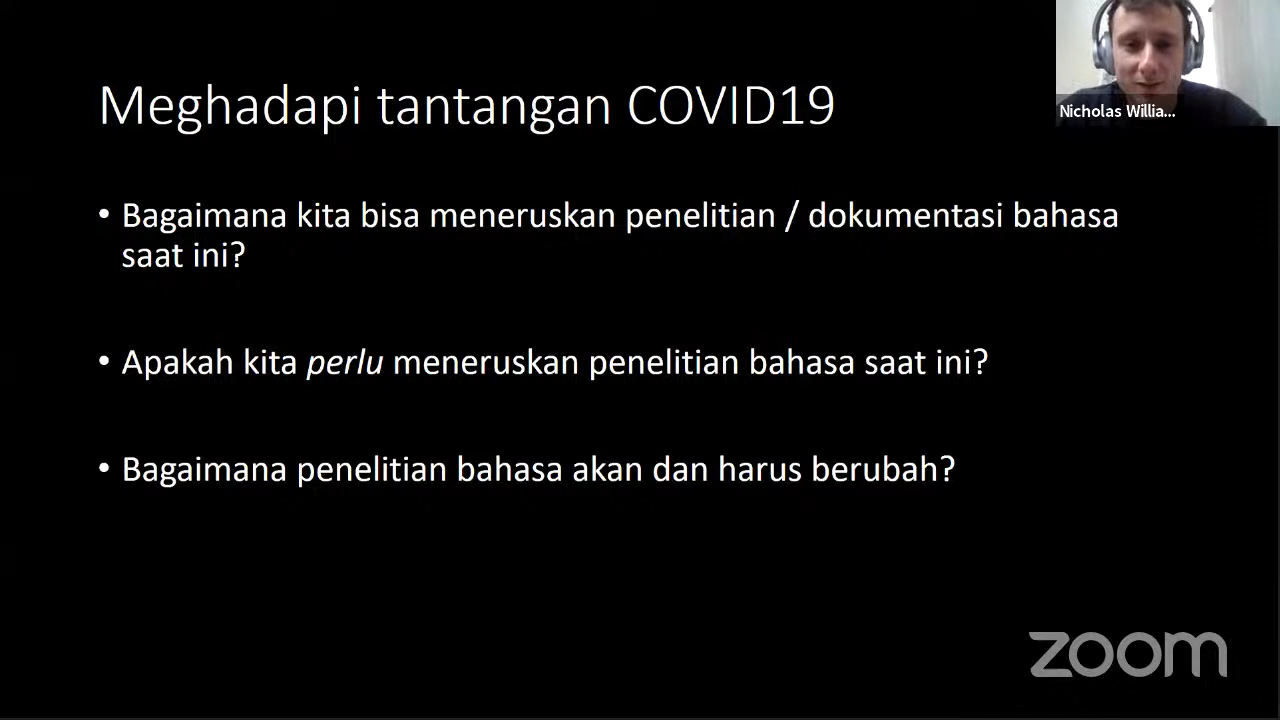 Meghadapi tantangan COVID19
Nicholas Willia...
• Bagaimana kita bisa meneruskan penelitian / dokumentasi bahasa
saat ini?
• Apakah kita perlu meneruskan penelitian bahasa saat ini?
• Bagaimana penelitian bahasa akan dan harus berubah?
zoom